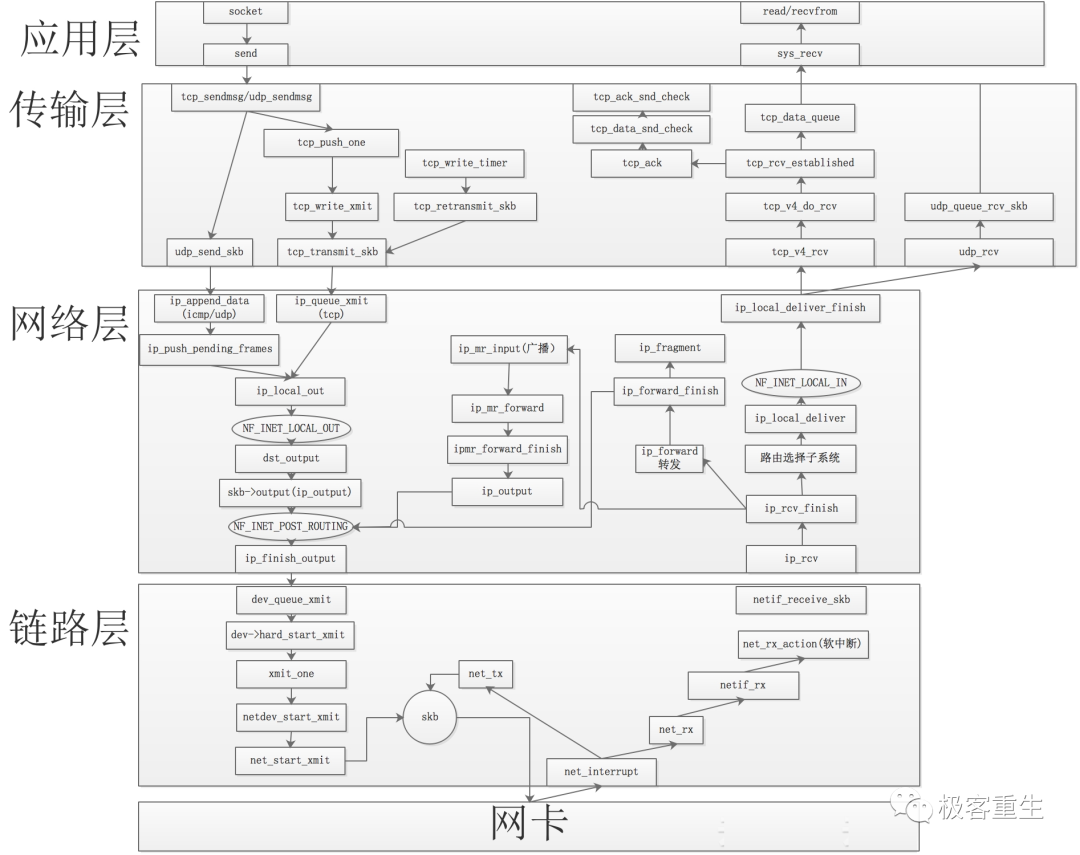 应用层
socket
send
read/recvfrom
sys_recv
传输层
tcp_sendmsg/udp_sendmsg
tcp_push_one
tcp_write_timer
tcp_write_xmit
tcp_retransmit_skb
udp_send_skb
tcp_transmit_skb
tcp_ack_snd_check
tcp_data_snd_check
tcp_ack
tcp_data_queue
tcp_rcv_established
tcp_v4_do_rcv
tcp_v4_rcv
udp_queue_rcv_skb
udp_rcv
网络层
ip_append_data
(icmp/udp)
ip_queue_xmit
(tcp)
ip_push_pending_frames
ip_local_out
NF_INET_LOCAL_OUT
dst_output
skb->output(ip_output)
NF_INET_POST_ROUTING
ip_finish_output
ip_mr_input(广播）
ip_mr_forward
ipmr_forward_finish
ip_output
ip_fragment
ip_forward_finish
ip_forward
转发
ip_local_deliver_finish
NF_INET_LOCAL_IN
ip_local_deliver
路由选择子系统
ip_rcv_finish
ip_rcv
链路层
dev_queue_xmit
dev->hard_start_xmit
xmit_one
netdev_start_xmit
net_start_xmit
skb
net_tx
net_interrupt
net_rx
netif_rx
net_rx_action(软中断)
netif_receive_skb
网卡
极客重生